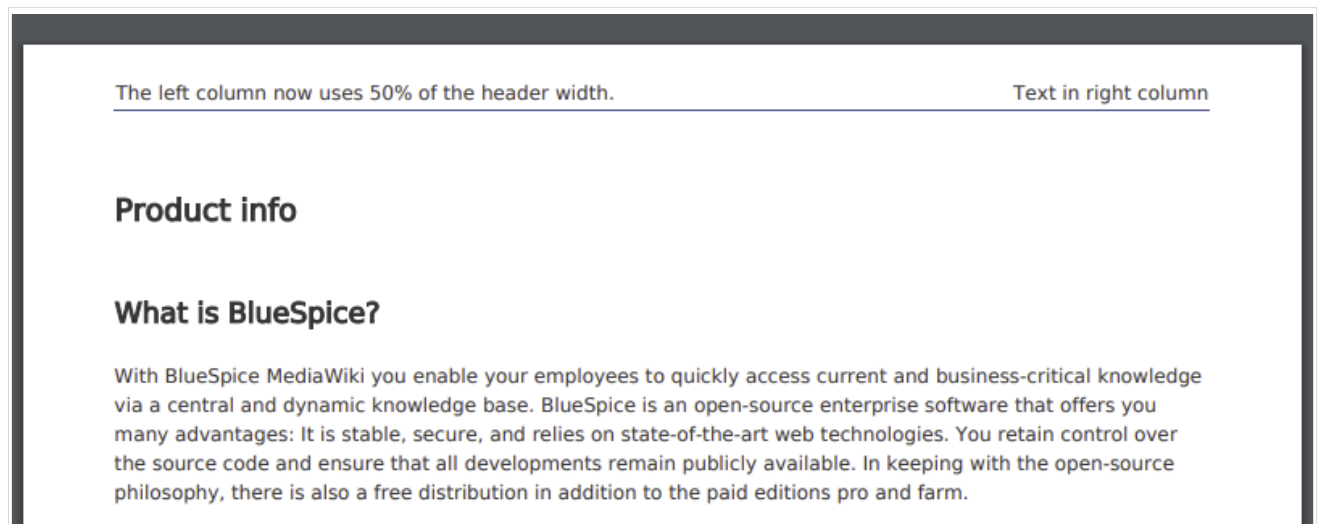 The left column now uses 50% of the header width. Text in right column
Product info
What is BlueSpice?
With BlueSpice MediaWiki you enable your employees to quickly access current and business-critical knowledge
via a central and dynamic knowledge base. BlueSpice is an open-source enterprise software that offers you
many advantages: It is stable, secure, and relies on state-of-the-art web technologies. You retain control over
the source code and ensure that all developments remain publicly available. In keeping with the open-source
philosophy, there is also a free distribution in addition to the paid editions pro and farm.